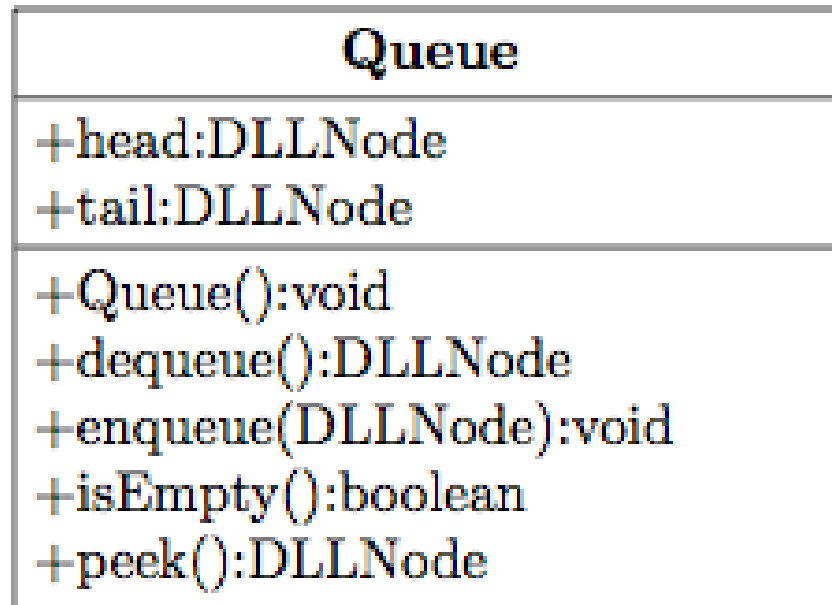 Queue
+head:DLLNode
+tail:DLLNode
+Queue():void
+dequeue():DLLNode
+enqueue(DLLNode):void
+isEmpty():boolean
+peek():DLLNode